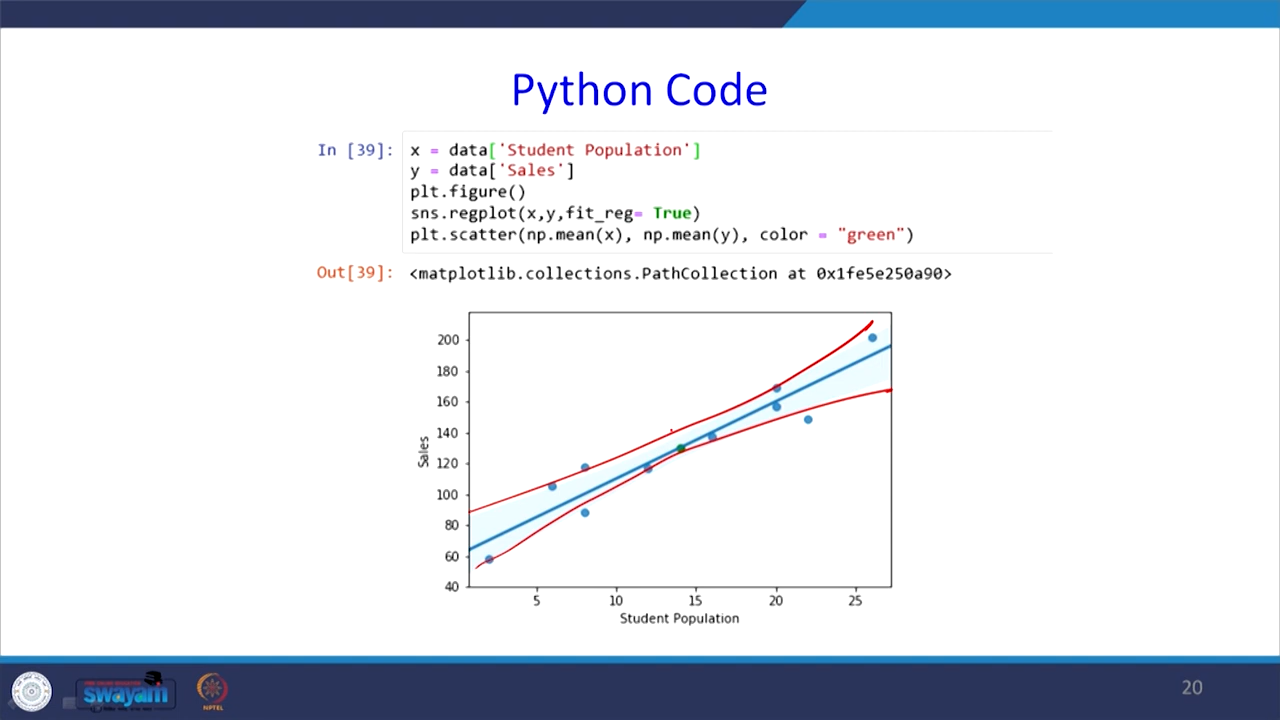 Python Code
In [39]: x = data['Student Population']
y = data['Sales']
plt.figure()
sns.regplot(x,y,fit_reg= True)
plt.scatter(np.mean(x), np.mean(y), color = "green")
Out[39]: <matplotlib.collections.PathCollection at 0x1fe5e250a90>
200
180
160
140
120
100
80
60
40
Sales
5 10 15 20 25
Student Population
swayam
NPTEL
20